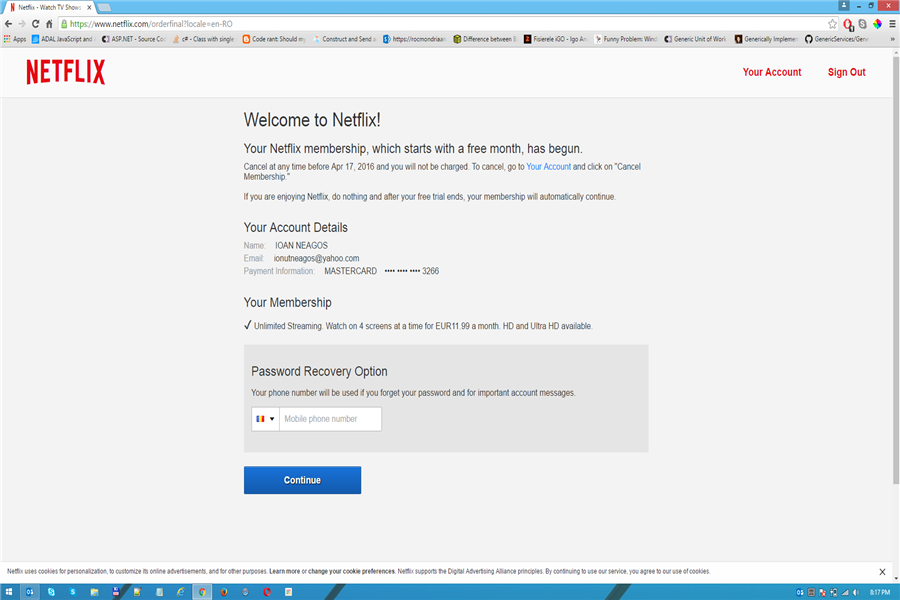 Netflix - Watch TV Shows
https://www.netflix.com/orderfinal?locale=en-RO
Apps ADAL JavaScript and ASP.NET - Source Coc c# - Class with single Code rant: Should my Construct and Send a https://rocmondriaan Difference between Fisierele iGO - Igo Am Funny Problem: Wind Generic Unit of Work Generically Implemen GenericServices/Gene
NETFLIX
Your Account Sign Out
Welcome to Netflix!
Your Netflix membership, which starts with a free month, has begun.
Cancel at any time before Apr 17, 2016 and you will not be charged. To cancel, go to Your Account and click on "Cancel
Membership."
If you are enjoying Netflix, do nothing and after your free trial ends, your membership will automatically continue.
Your Account Details
Name: IOAN NEAGOS
Email: ionutneagos@yahoo.com
Payment Information: MASTERCARD •••• •••• •••• 3266
Your Membership
Unlimited Streaming. Watch on 4 screens at a time for EUR11.99 a month. HD and Ultra HD available.
Password Recovery Option
Your phone number will be used if you forget your password and for important account messages.
Mobile phone number
Continue
Netflix uses cookies for personalization, to customize its online advertisements, and for other purposes. Learn more or change your cookie preferences. Netflix supports the Digital Advertising Alliance principles. By continuing to use our service, you agree to our use of cookies.
8:17 PM